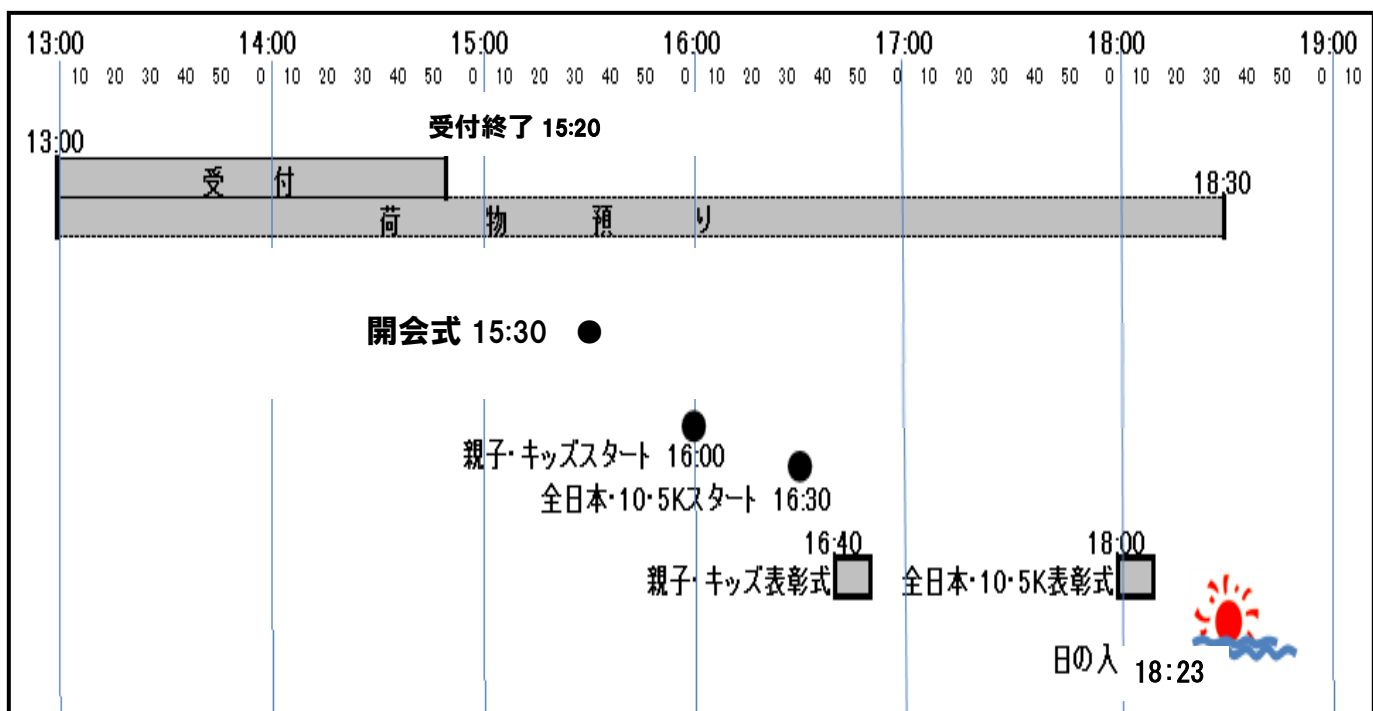 13:00 14:00 15:00 16:00 17:00 18:00 19:00
10 20 30 40 50 0 10 20 30 40 50 0 10 20 30 40 50 0 10 20 30 40 50 0 10 20 30 40 50 0 10 20 30 40 50 0 10
受付終了 15:20
13:00
受 付
18:30
荷 物 預 り
開会式 15:30
親子・キッズスタート 16:00
全日本・10・5Kスタート 16:30
16:40 18:00
親子・キッズ表彰式 全日本・10・5K表彰式
日の入 18:23